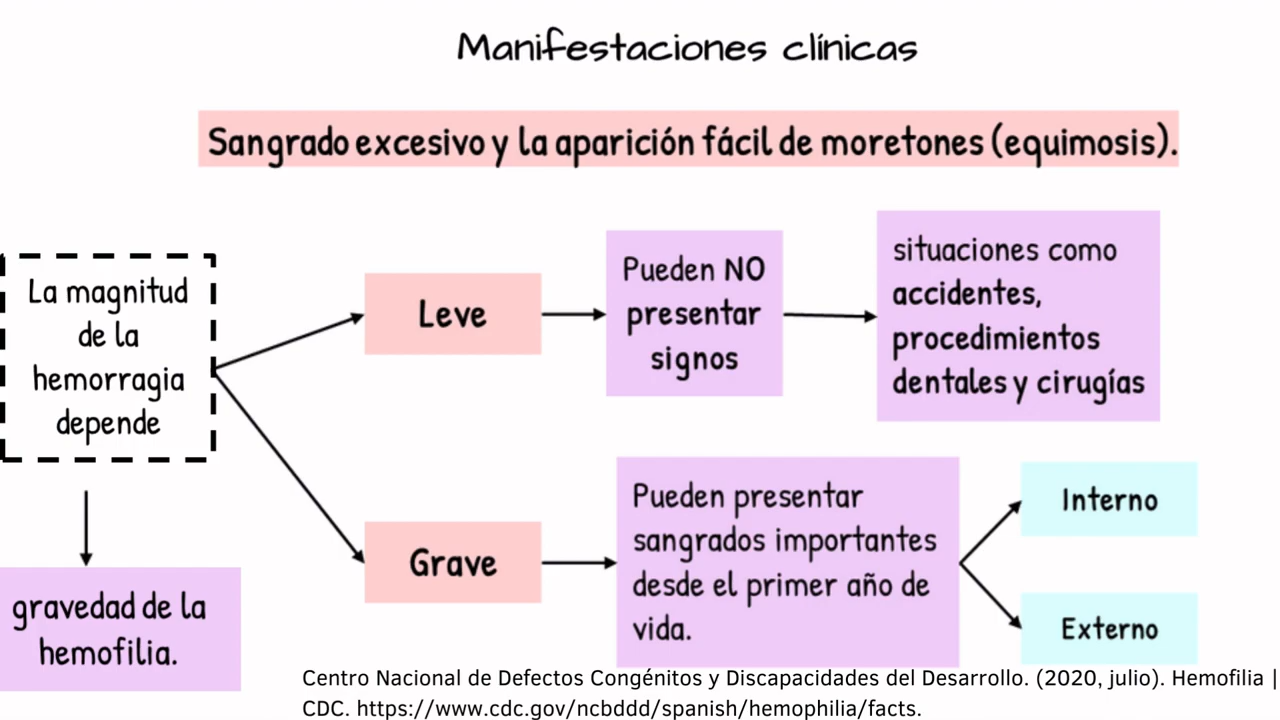 Manifestaciones clínicas
Sangrado excesivo y la aparición fácil de moretones (equimosis).
La magnitud
de la
hemorragia
depende
gravedad de la
hemofilia.
Leve
Pueden NO
presentar
signos
situaciones como
accidentes,
procedimientos
dentales y cirugías
Grave
Pueden presentar
sangrados importantes
desde el primer año de
vida.
Interno
Externo
Centro Nacional de Defectos Congénitos y Discapacidades del Desarrollo. (2020, julio). Hemofilia |
CDC. https://www.cdc.gov/ncbddd/spanish/hemophilia/facts.